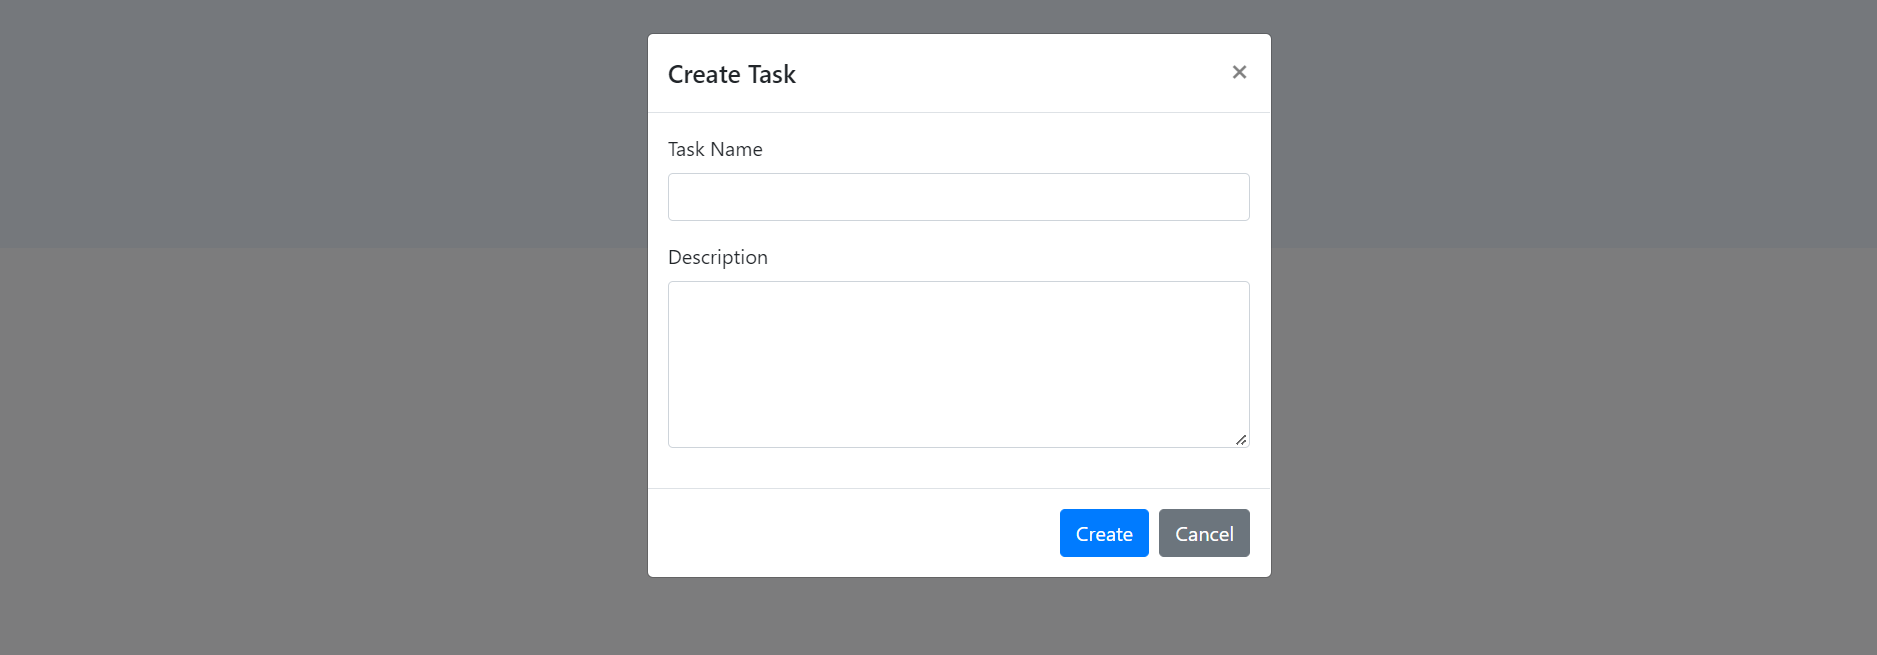 Create Task ×
Task Name
Description
Create Cancel